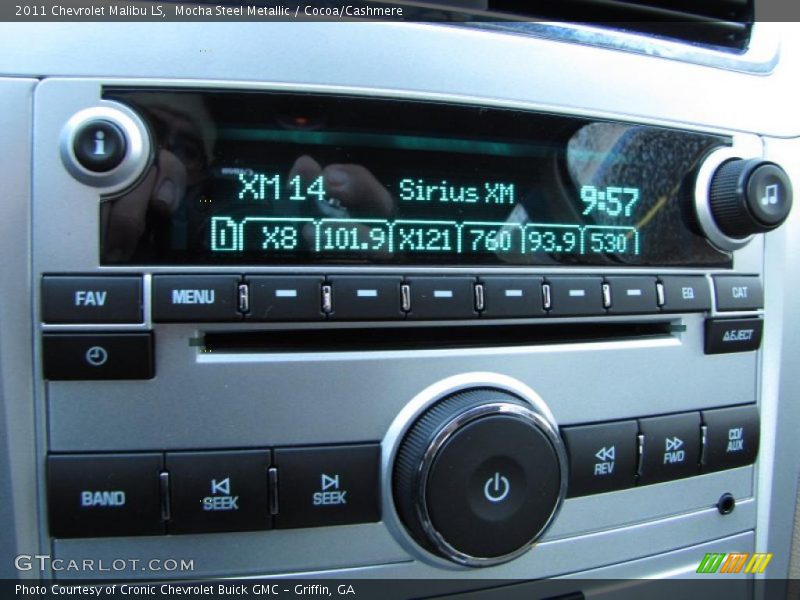 2011 Chevrolet Malibu LS,  Mocha Steel Metallic / Cocoa/Cashmere
i
XM 14 Sirius XM 9:57
X8 101.9 X121 760 93.9 530
FAV MENU EQ CAT
EJECT
REV FWD CD/AUX
BAND SEEK SEEK
GTCARLOT.COM
Photo Courtesy of Cronic Chevrolet Buick GMC – Griffin, GA